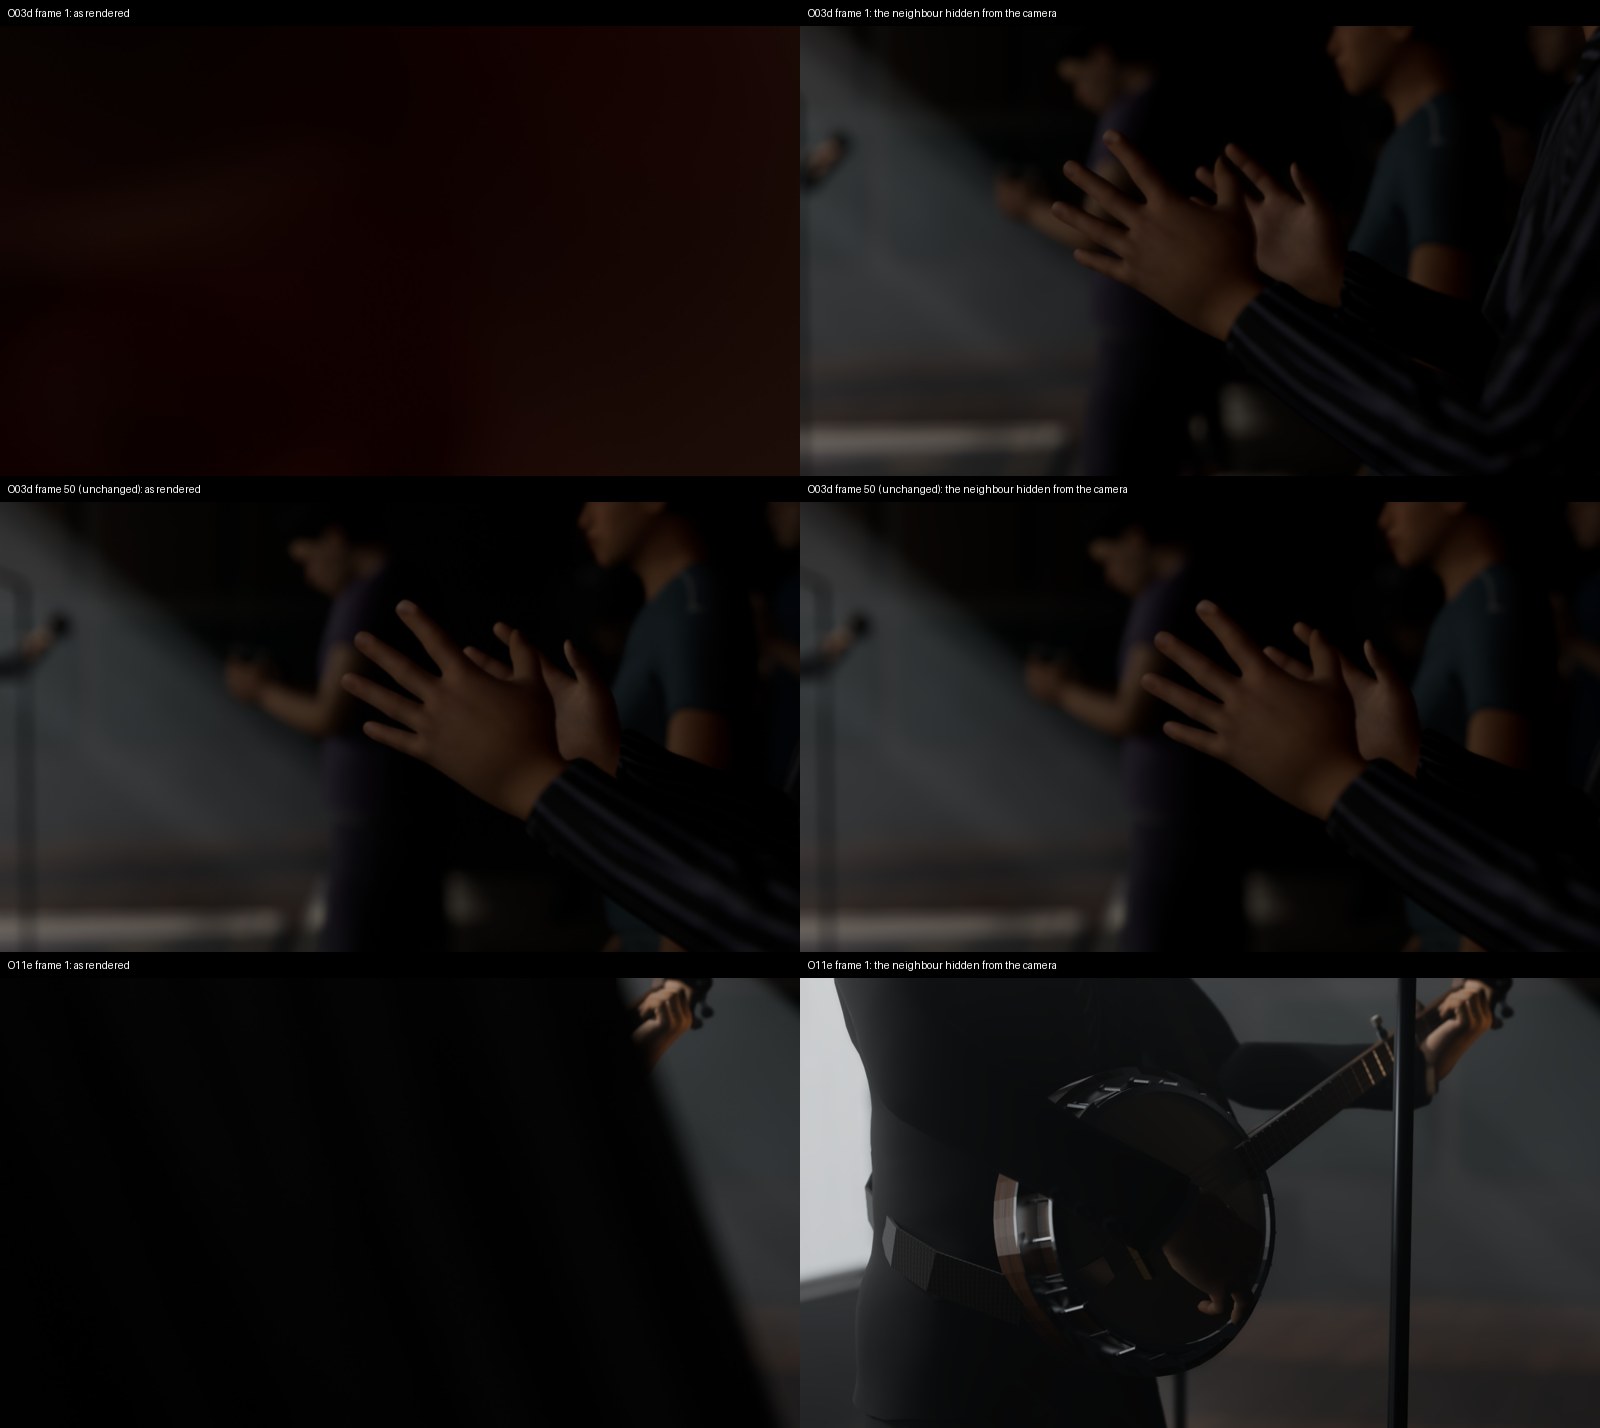 O03d frame 1: as rendered
O03d frame 1: the neighbour hidden from the camera
O03d frame 50 (unchanged): as rendered
O03d frame 50 (unchanged): the neighbour hidden from the camera
O11e frame 1: as rendered
O11e frame 1: the neighbour hidden from the camera